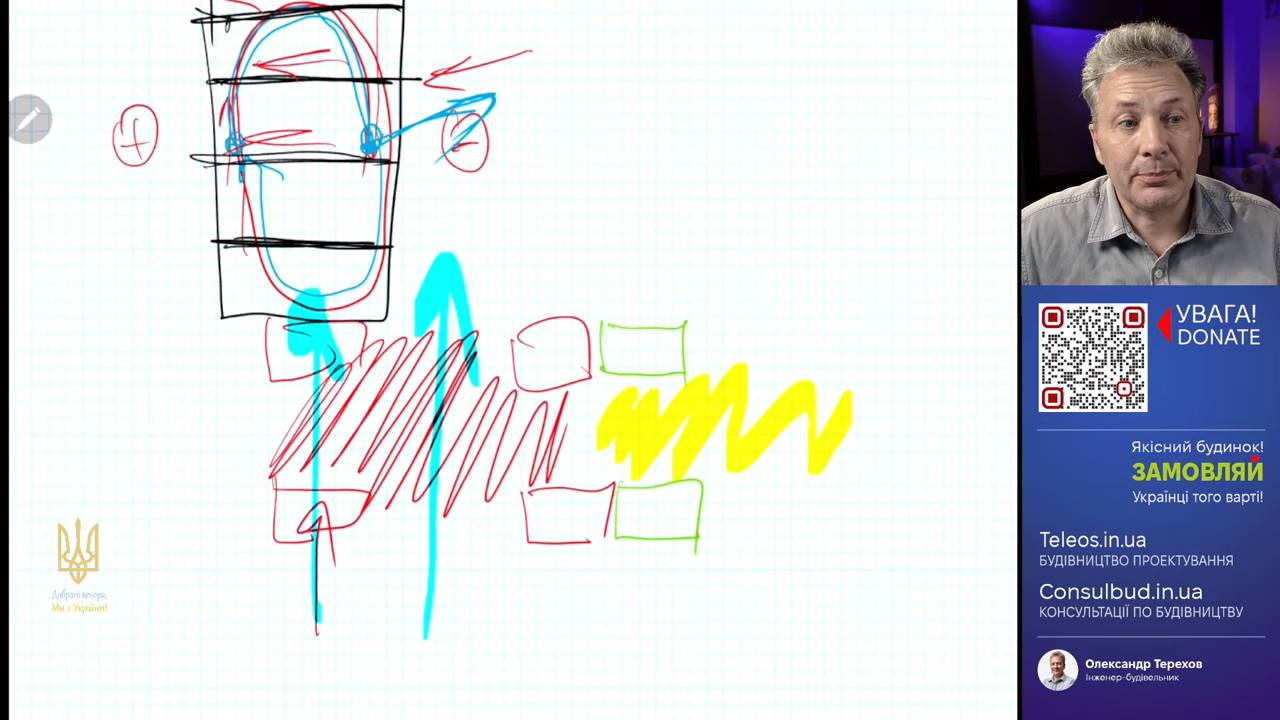 +
УВАГА!
DONATE
Якісний будинок!
ЗАМОВЛЯЙ
Українці того варті!
Teleos.in.ua
БУДІВНИЦТВО ПРОЕКТУВАННЯ
Consulbud.in.ua
КОНСУЛЬТАЦІЇ ПО БУДІВНИЦТВУ
Олександр Терехов
Інженер-будівельник
Доброго вечора,
Ми з України!